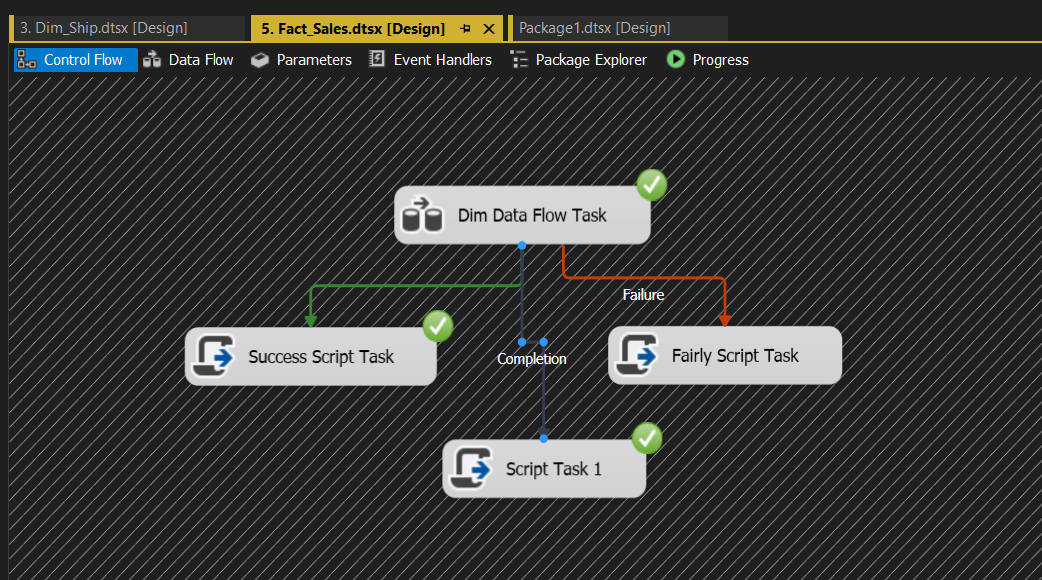 3. Dim_Ship.dtsx [Design]
5. Fact_Sales.dtsx [Design]
Package1.dtsx [Design]
Control Flow
Data Flow
Parameters
Event Handlers
Package Explorer
Progress
Dim Data Flow Task
Failure
Success Script Task
Completion
Fairly Script Task
Script Task 1